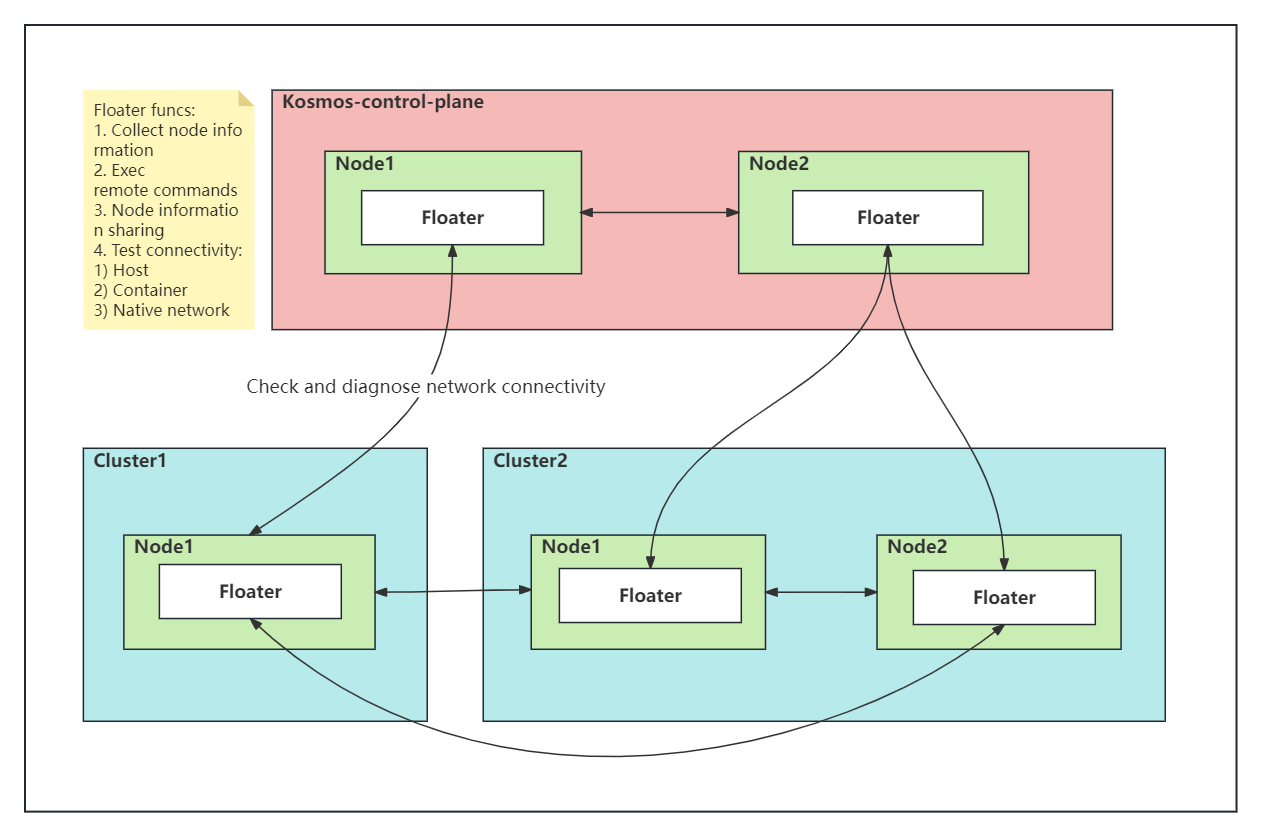 Floater funcs:
1. Collect node info
rmation
2. Exec
remote commands
3. Node informatio
n sharing
4. Test connectivity:
1) Host
2) Container
3) Native network
Kosmos-control-plane
Node1
Floater
Node2
Floater
Check and diagnose network connectivity
Cluster1
Node1
Floater
Cluster2
Node1
Floater
Node2
Floater